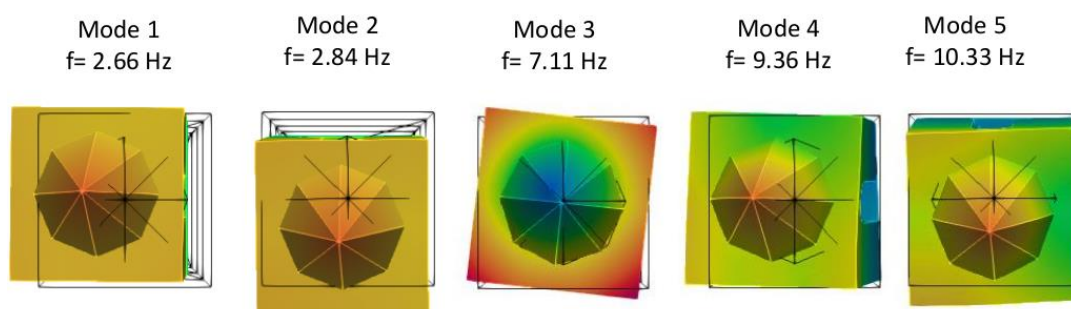 Mode 1
f= 2.66 Hz
Mode 2
f= 2.84 Hz
Mode 3
f= 7.11 Hz
Mode 4
f= 9.36 Hz
Mode 5
f= 10.33 Hz